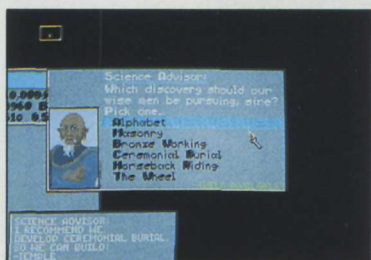 Science Advisor:
Which discovery should our
wise men be pursuing, sire?
Pick one...
Alphabet
Masonry
Bronze Working
Ceremonial Burial
Horseback Riding
The Wheel
SCIENCE ADVISOR:
I RECOMMEND WE
DEVELOP CEREMONIAL BURIAL.
SO WE CAN BUILD:
-TEMPLE